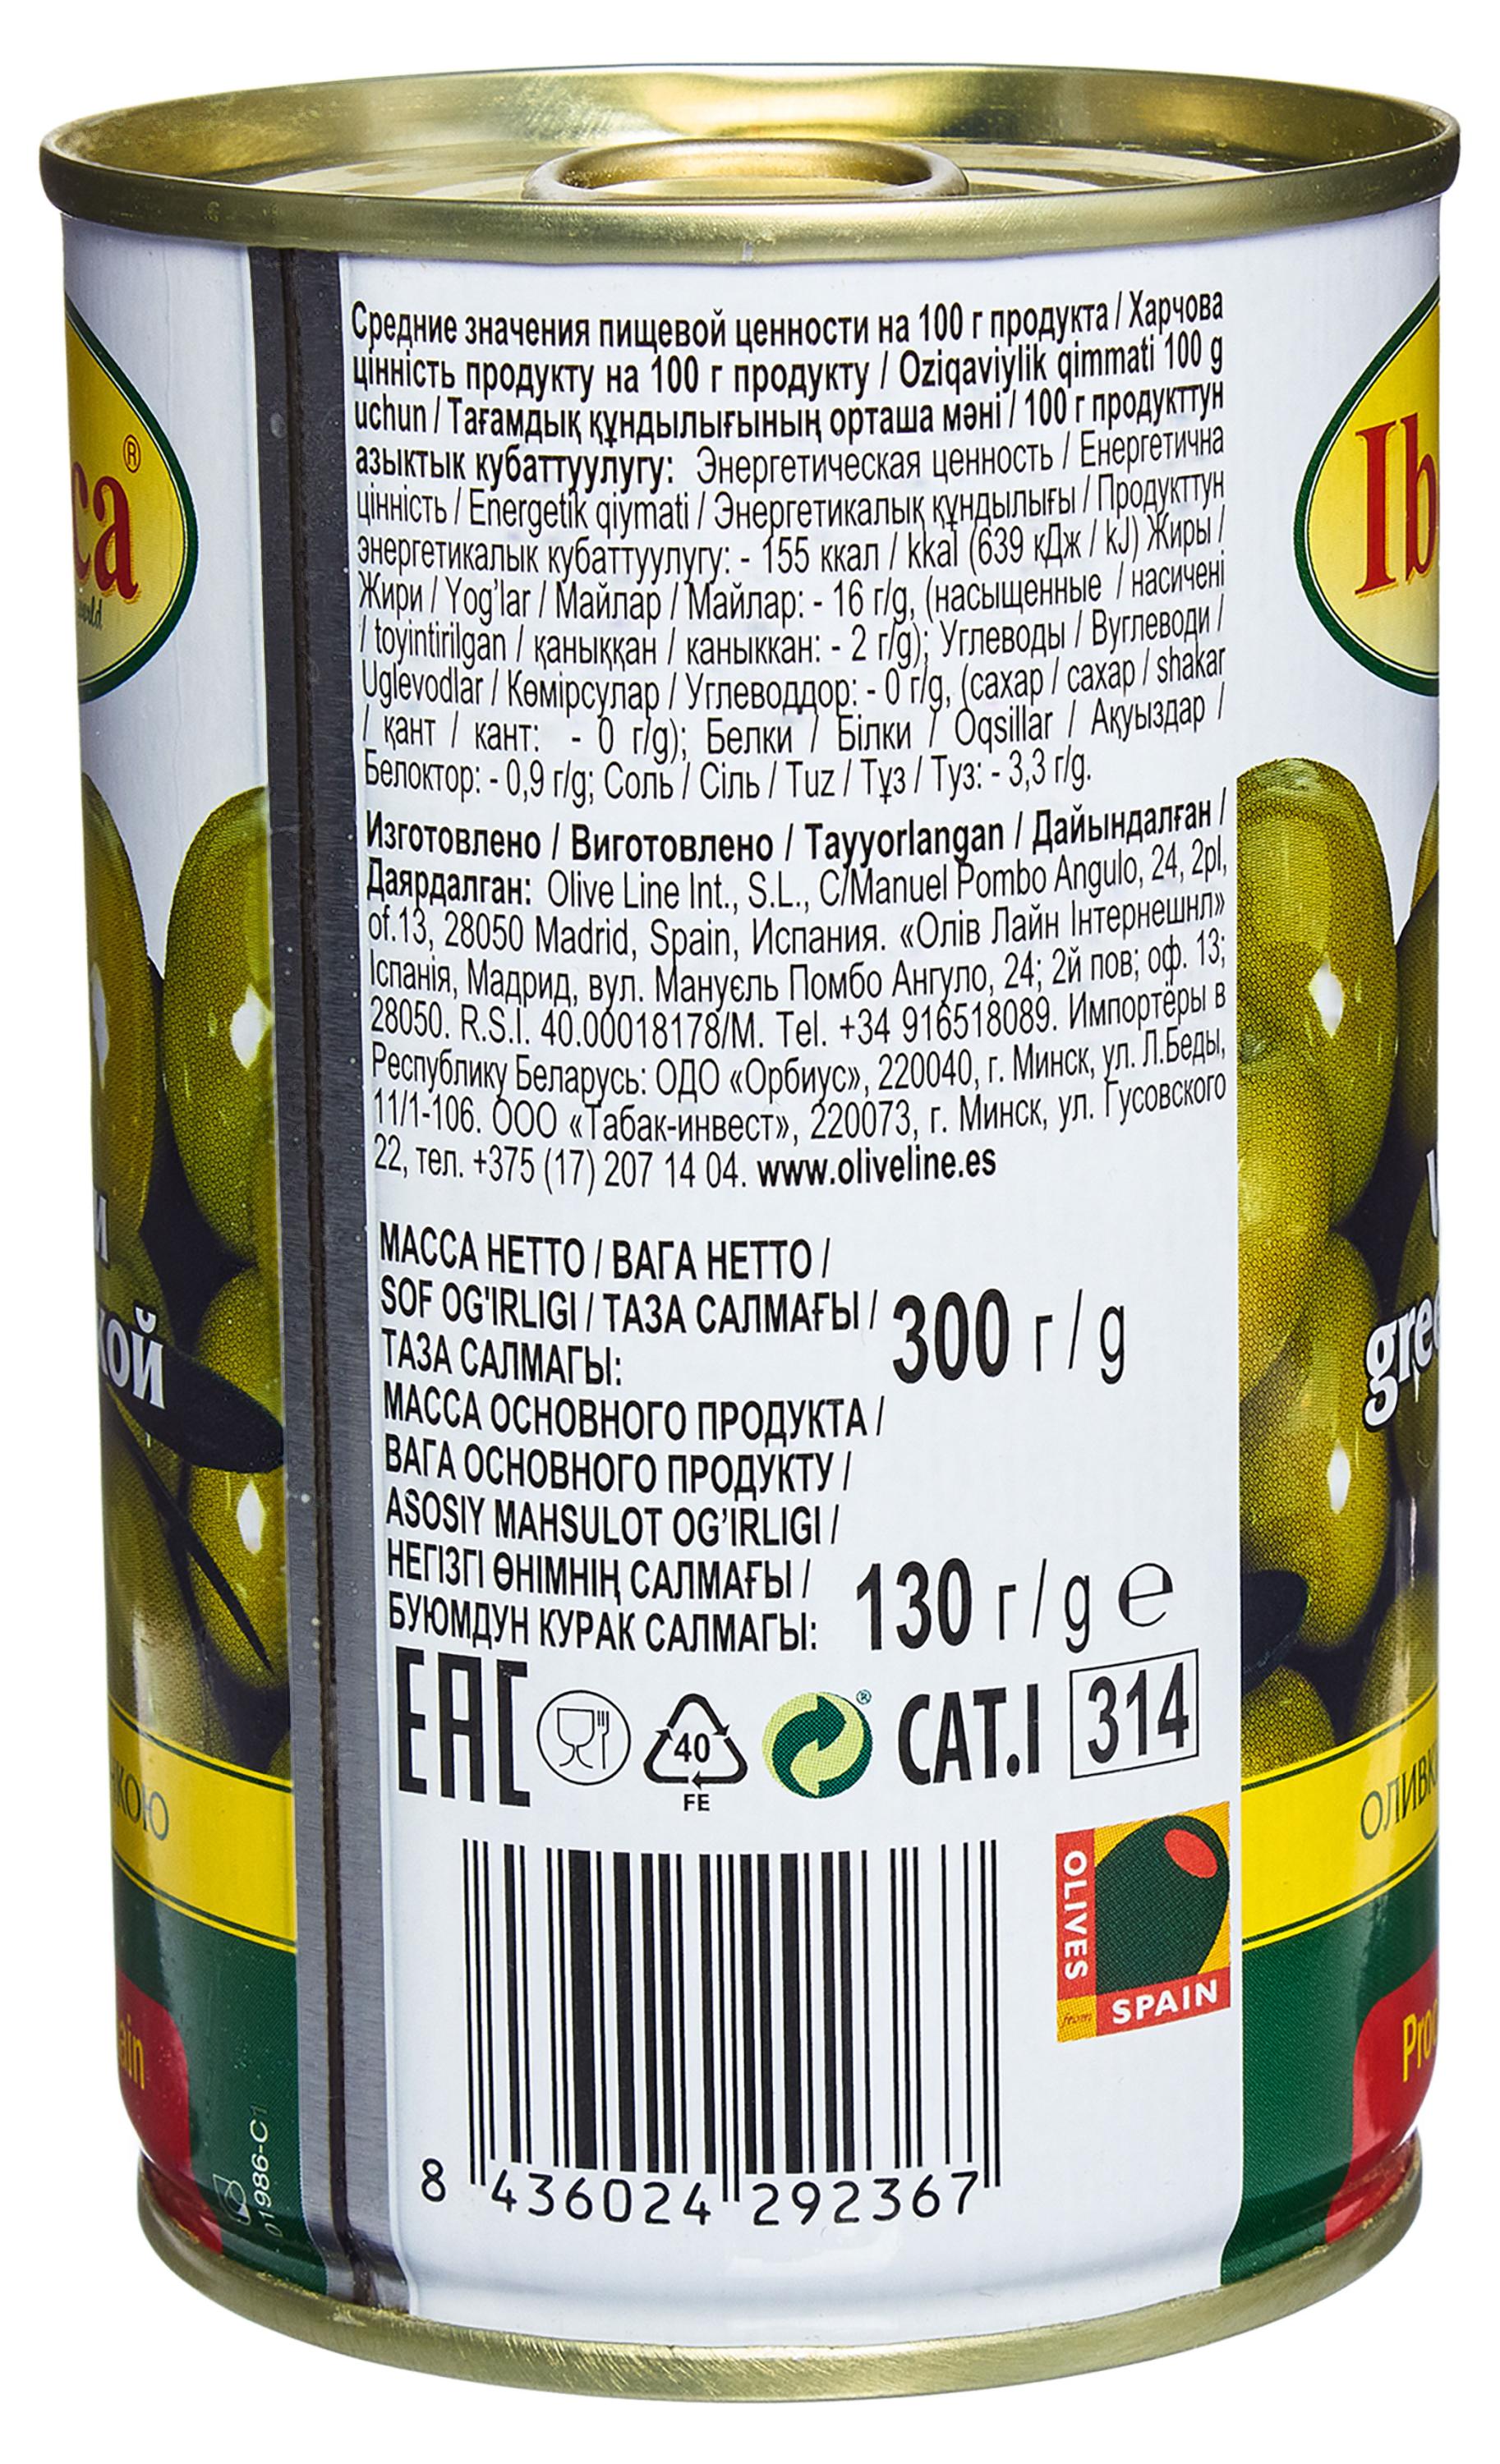 Средние значения пищевой ценности на 100 г продукта / Харчова
цінність продукту на 100 г продукту / Oziqaviylik qimmati 100 g
uchun / Тағамдық құндылығының орташа мәні / 100 г продукттун
азыктык кубаттуулугу: Энергетическая ценность / Енергетична
цінність / Energetik qiymati / Энергетикалық құндылығы / Продукттун
энергетикалык кубаттуулугу: - 155 ккал / kkal (639 кДж / kJ) Жиры /
Жири / Yog'lar / Майлар / Майлар: - 16 г/g, (насыщенные / насичені
/ toyintirilgan / қаныққан / каныккан: - 2 г/g); Углеводы / Вуглеводи /
Uglevodlar / Көмірсулар / Углеводдор: - 0 г/g, (сахар / сахар / shakar
/ қант / кант: - 0 г/g); Белки / Білки / Oqsillar / Ақуыздар /
Белоктор: - 0,9 г/g; Соль / Сіль / Tuz / Тұз / Туз: - 3,3 г/g.
Изготовлено / Виготовлено / Tayyorlangan / Дайындалған /
Даярдалган: Olive Line Int., S.L., C/Manuel Pombo Angulo, 24, 2pl,
of.13, 28050 Madrid, Spain, Испания. «Олів Лайн Інтернешнл»
Іспанія, Мадрид, вул. Мануєль Помбо Ангуло, 24; 2й пов; оф. 13;
28050. R.S.I. 40.00018178/M. Tel. +34 916518089. Импортёры в
Республику Беларусь: ОДО «Орбиус», 220040, г. Минск, ул. Л.Беды,
11/1-106. ООО «Табак-инвест», 220073, г. Минск, ул. Гусовского
22, тел. +375 (17) 207 14 04. www.oliveline.es
МАССА НЕТТО / ВАГА НЕТТО /
SOF OG'IRLIGI / ТАЗА САЛМАҒЫ /
ТАЗА САЛМАГЫ:
300 г / g
МАССА ОСНОВНОГО ПРОДУКТА /
ВАГА ОСНОВНОГО ПРОДУКТУ /
ASOSIY MAHSULOT OG'IRLIGI /
НЕГІЗГІ ӨНІМНІҢ САЛМАҒЫ /
БУЮМДУН КУРАК САЛМАГЫ:
130 г / g ℮
EAC
40
FE
®
CAT.I
314
OLIVES
from
SPAIN
8 436024 292367
ca®
world
и
кой
ькою
ain
01986-C1
Ib
gree
ОЛИВК
Pro